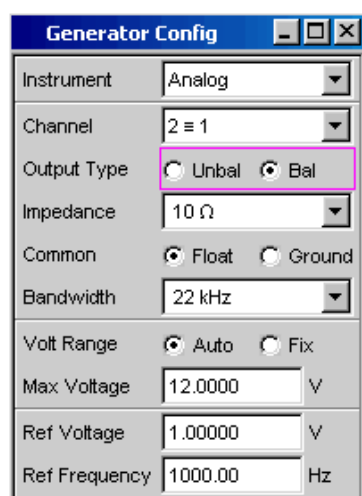 Generator Config
Instrument Analog
Channel 2 ≡ 1
Output Type Unbal Bal
Impedance 10 Ω
Common Float Ground
Bandwidth 22 kHz
Volt Range Auto Fix
Max Voltage 12.0000 V
Ref Voltage 1.00000 V
Ref Frequency 1000.00 Hz